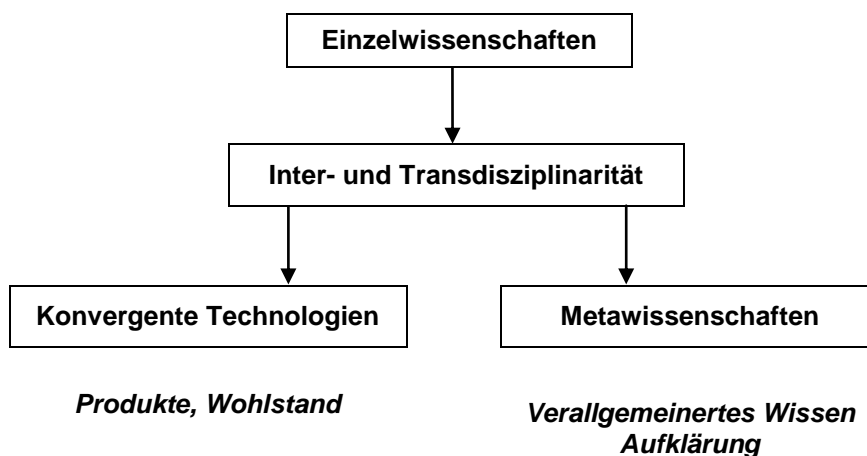 Einzelwissenschaften
Inter- und Transdisziplinarität
Konvergente Technologien
Metawissenschaften
Produkte, Wohlstand
Verallgemeinertes Wissen
Aufklärung